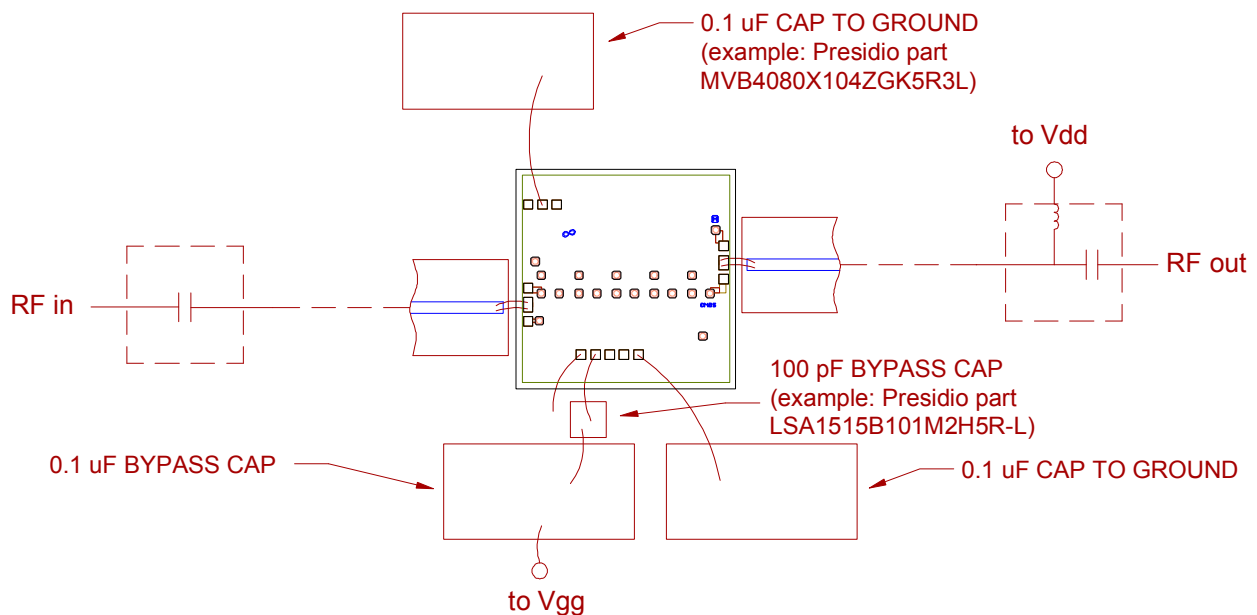 0.1 uF CAP TO GROUND
(example: Presidio part
MVB4080X104ZGK5R3L)
to Vdd
RF in
RF out
100 pF BYPASS CAP
(example: Presidio part
LSA1515B101M2H5R-L)
0.1 uF BYPASS CAP
0.1 uF CAP TO GROUND
to Vgg